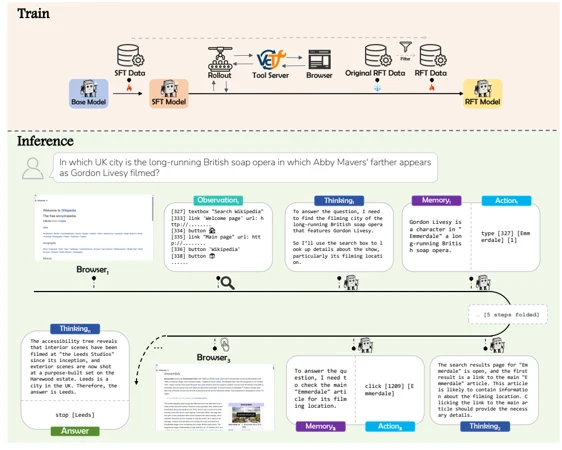 Train
SFT Data
Rollout
Tool Server
Browser
Original RFT Data
Filter
RFT Data
Base Model
SFT Model
RFT Model
Inference
In which UK city is the long-running British soap opera in which Abby Mavers' farther appears
as Gordon Livesy filmed?
Welcome to Wikipedia
Browser₁
Observation₁
[327] textbox "Search Wikipedia"
[333] link 'Welcome page' url: h
ttp://........
[334] button
[335] link "Main page" url: htt
p://......
[336] button 'Wikipedia'
[338] button
......
Thinking₁
To answer the question, I need
to find the filming city of the
long-running British soap opera
that features Gordon Livesy.
So I'll use the search box to l
ook up details about the show,
particularly its filming locati
on.
Memory₁
Gordon Livesy is
a character in "
Emmerdale" a lon
g-running Britis
h soap opera.
Action₁
type [327] [Emm
erdale] [1]
… [5 steps folded]
Thinking₂
The search results page for "Em
merdale" is open, and the first
result is a link to the main "E
mmerdale" article. This article
is likely to contain informatio
n about the filming location. C
licking the link to the main ar
ticle should provide the necess
ary details.
To answer the qu
estion, I need t
o check the main
"Emmerdale" arti
cle for its film
ing location.
click [1209] [E
mmerdale]
Browser₃
Thinking
The accessibility tree reveals
that interior scenes have been
filmed at "the Leeds Studios"
since its inception, and
exterior scenes are now shot
at a purpose-built set on the
Harewood estate. Leeds is a
city in the UK. Therefore, the
answer is Leeds.
stop [Leeds]
Answer